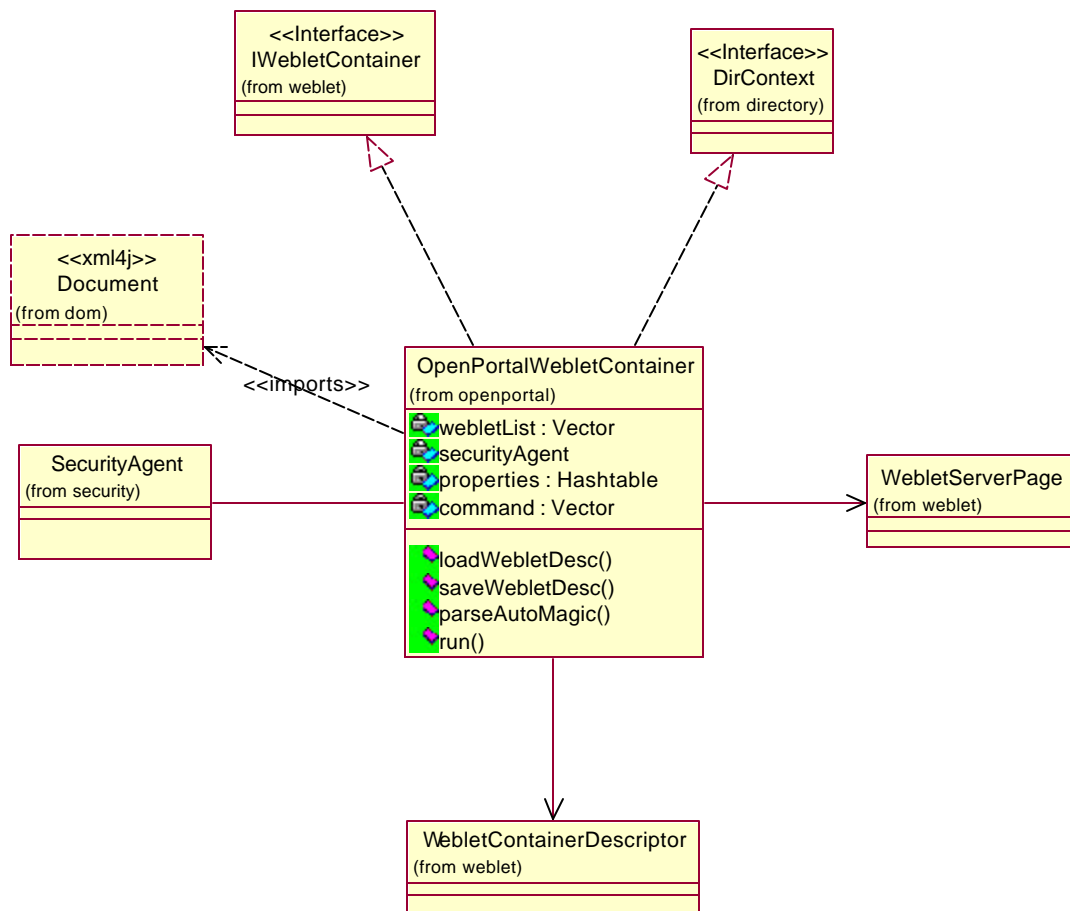 <<Interface>>
IWebletContainer
(from weblet)
<<Interface>>
DirContext
(from directory)
<<xml4j>>
Document
(from dom)
<<imports>>
OpenPortalWebletContainer
(from openportal)
webletList : Vector
securityAgent
properties : Hashtable
command : Vector
loadWebletDesc()
saveWebletDesc()
parseAutoMagic()
run()
SecurityAgent
(from security)
WebletServerPage
(from weblet)
WebletContainerDescriptor
(from weblet)